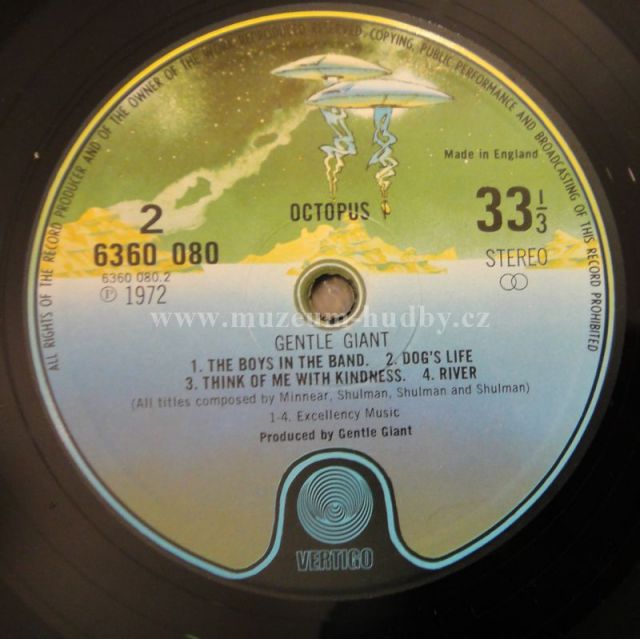 ALL RIGHTS OF THE RECORD PRODUCER AND OF THE OWNER OF THE WORK REPRODUCED RESERVED. COPYING, PUBLIC PERFORMANCE AND BROADCASTING OF THIS RECORD PROHIBITED
Made in England
2
OCTOPUS
33 1/3
6360 080
STEREO
6360 080.2
℗ 1972
www.muzeum-hudby.cz
GENTLE GIANT
1. THE BOYS IN THE BAND. 2. DOG'S LIFE
3. THINK OF ME WITH KINDNESS. 4. RIVER
(All titles composed by Minnear, Shulman, Shulman and Shulman)
1-4. Excellency Music
Produced by Gentle Giant
VERTIGO